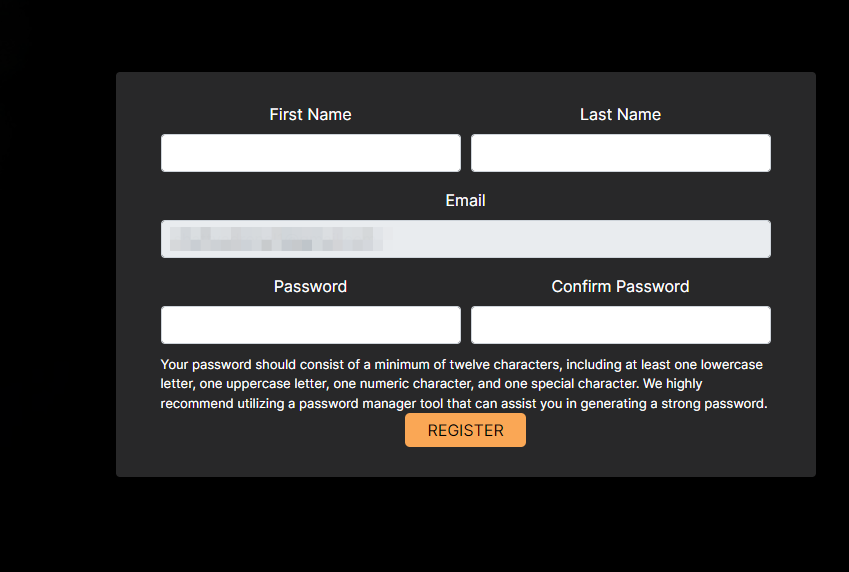 First Name
Last Name
Email
Password
Confirm Password
Your password should consist of a minimum of twelve characters, including at least one lowercase
letter, one uppercase letter, one numeric character, and one special character. We highly
recommend utilizing a password manager tool that can assist you in generating a strong password.
REGISTER